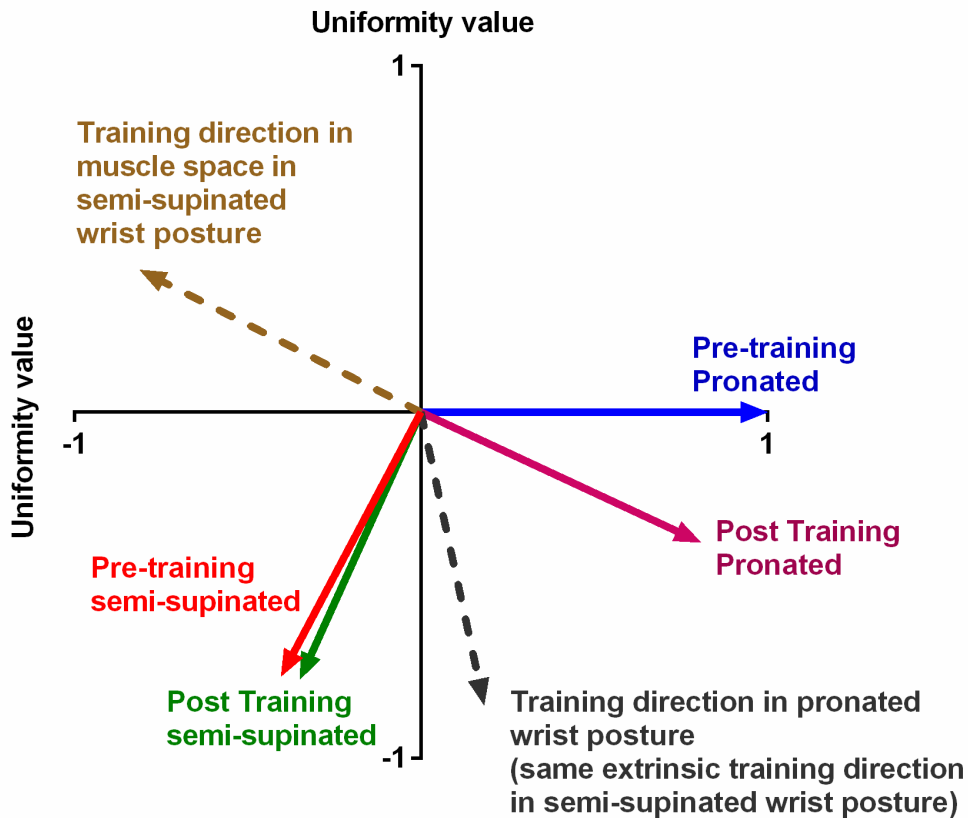 Uniformity value
1
Training direction in
muscle space in
semi-supinated
wrist posture
Uniformity value
-1
Pre-training
Pronated
1
Post Training
Pronated
Pre-training
semi-supinated
Post Training
semi-supinated
-1
Training direction in pronated
wrist posture
(same extrinsic training direction
in semi-supinated wrist posture)